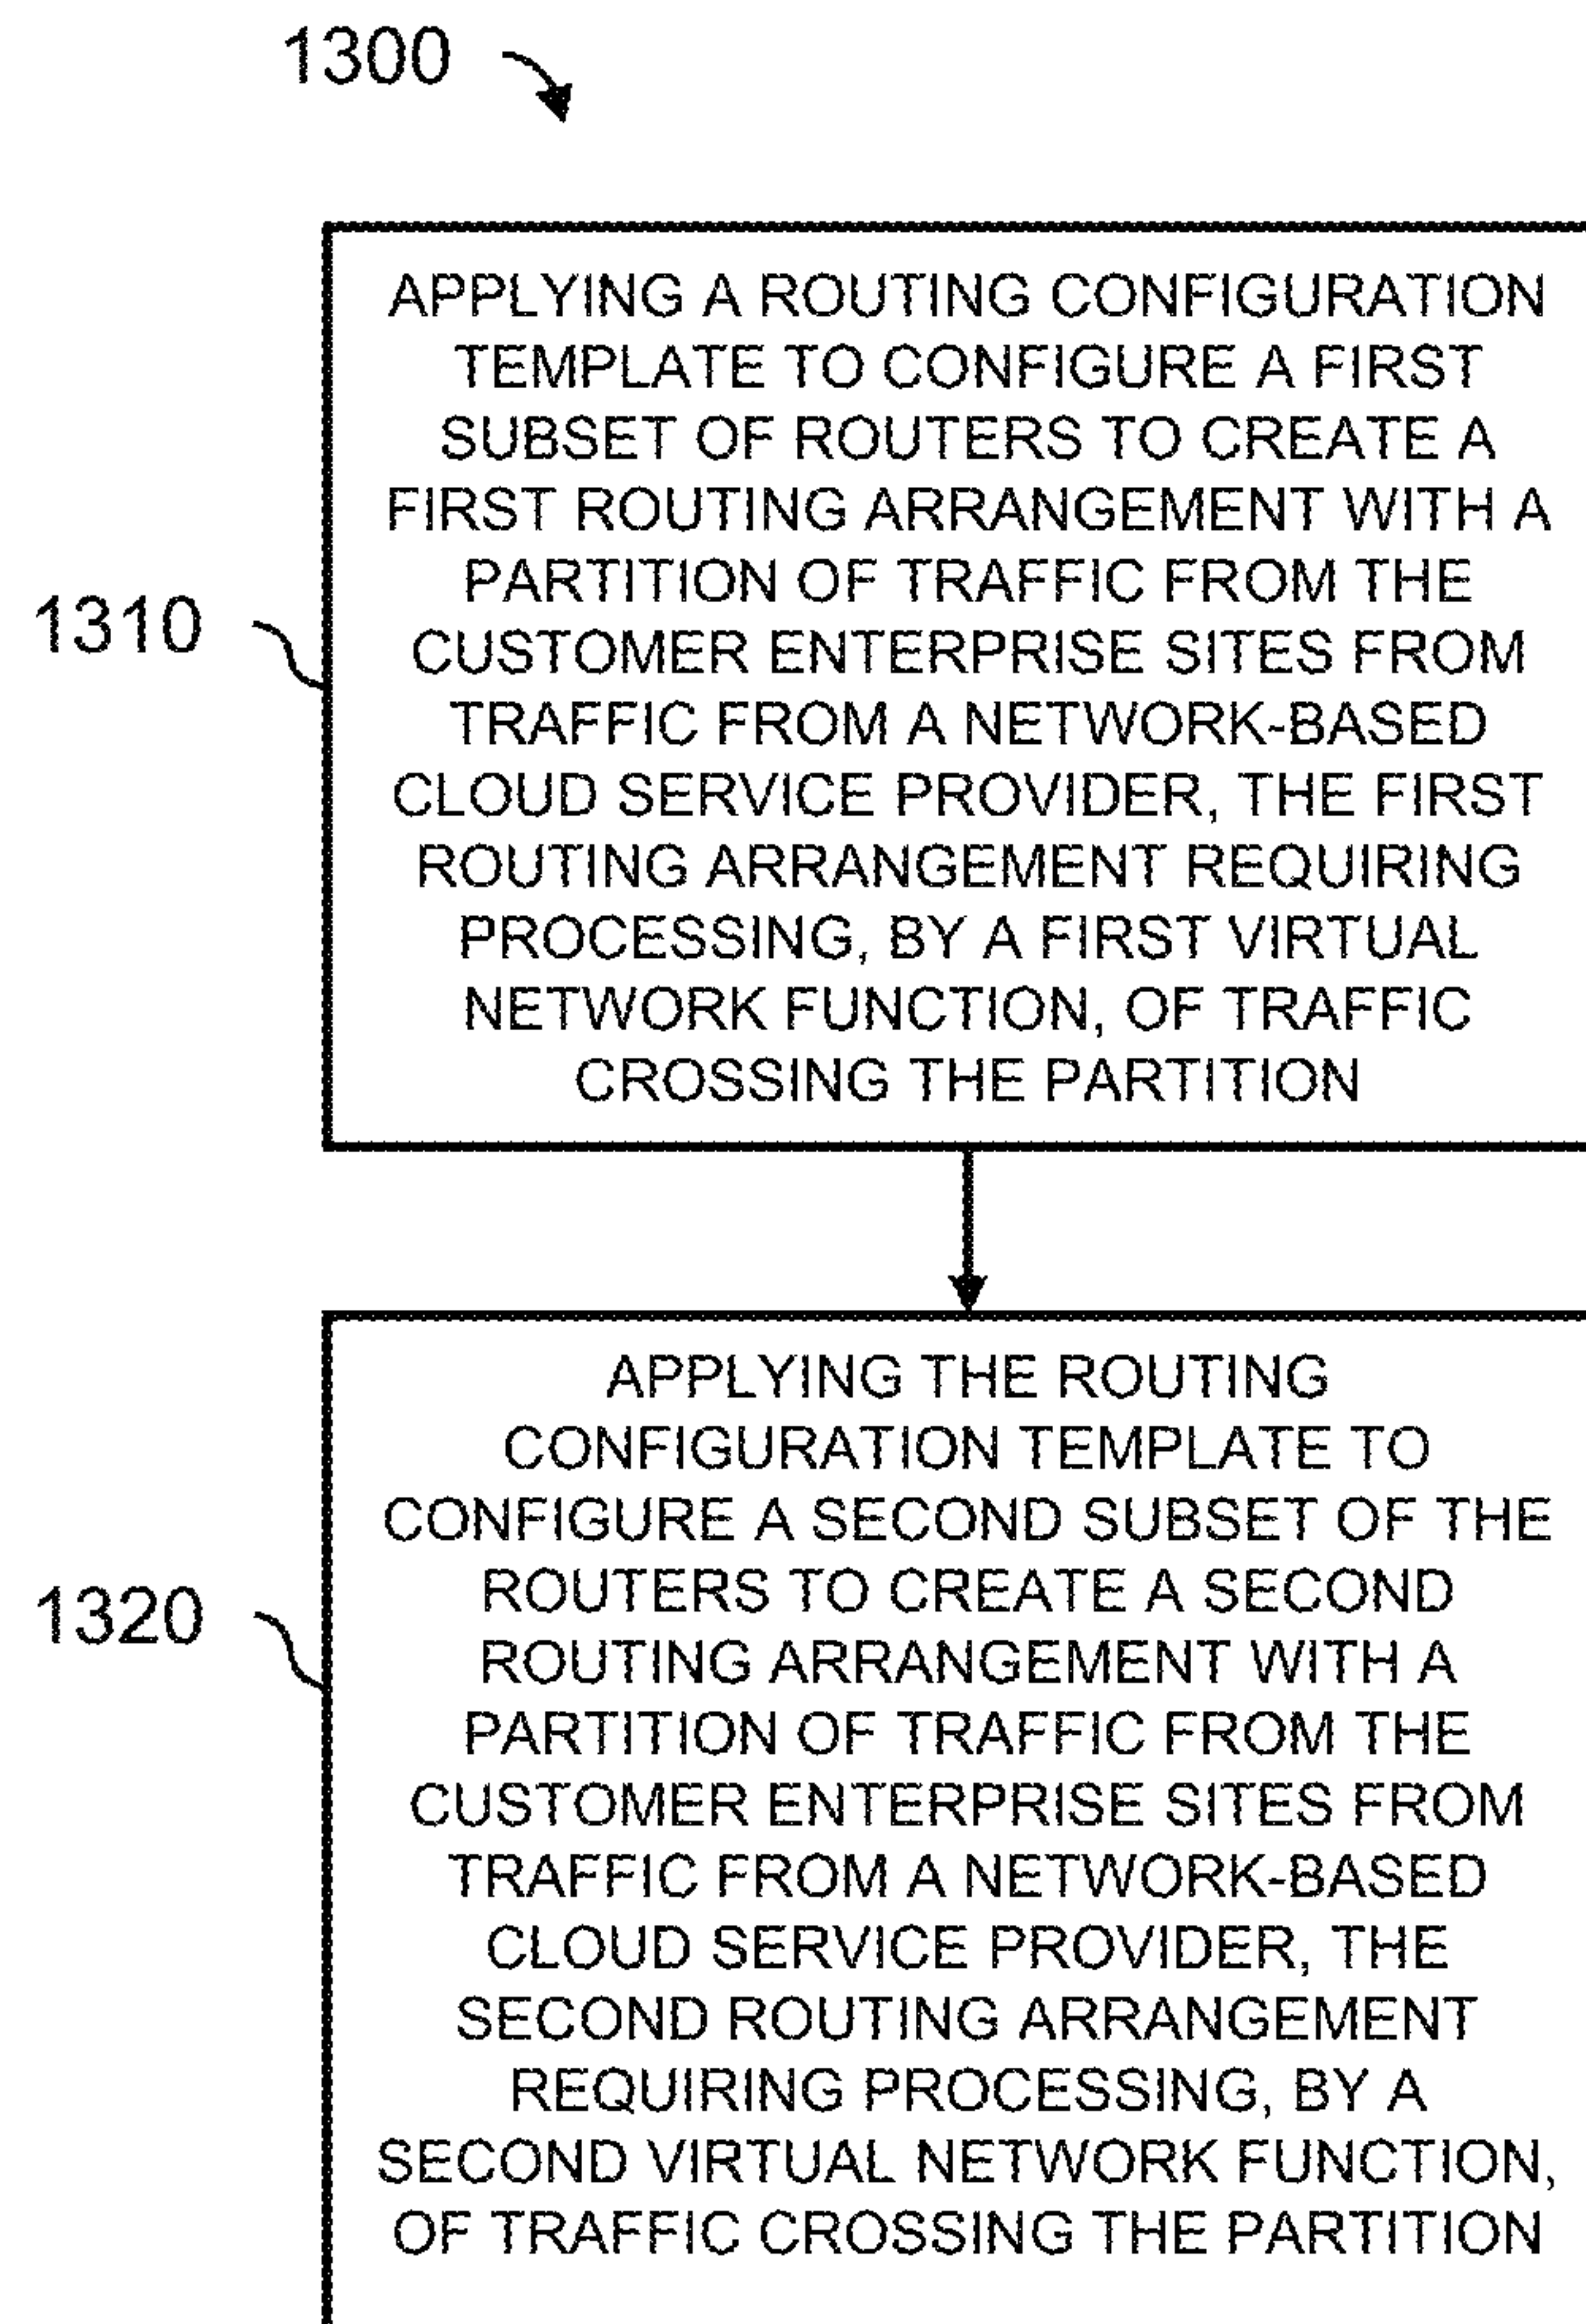 1300
APPLYING A ROUTING CONFIGURATION
TEMPLATE TO CONFIGURE A FIRST
SUBSET OF ROUTERS TO CREATE A
FIRST ROUTING ARRANGEMENT WITH A
PARTITION OF TRAFFIC FROM THE
CUSTOMER ENTERPRISE SITES FROM
TRAFFIC FROM A NETWORK-BASED
CLOUD SERVICE PROVIDER, THE FIRST
ROUTING ARRANGEMENT REQUIRING
PROCESSING, BY A FIRST VIRTUAL
NETWORK FUNCTION, OF TRAFFIC
CROSSING THE PARTITION
1310
APPLYING THE ROUTING
CONFIGURATION TEMPLATE TO
CONFIGURE A SECOND SUBSET OF THE
ROUTERS TO CREATE A SECOND
ROUTING ARRANGEMENT WITH A
PARTITION OF TRAFFIC FROM THE
CUSTOMER ENTERPRISE SITES FROM
TRAFFIC FROM A NETWORK-BASED
CLOUD SERVICE PROVIDER, THE
SECOND ROUTING ARRANGEMENT
REQUIRING PROCESSING, BY A
SECOND VIRTUAL NETWORK FUNCTION,
OF TRAFFIC CROSSING THE PARTITION
1320